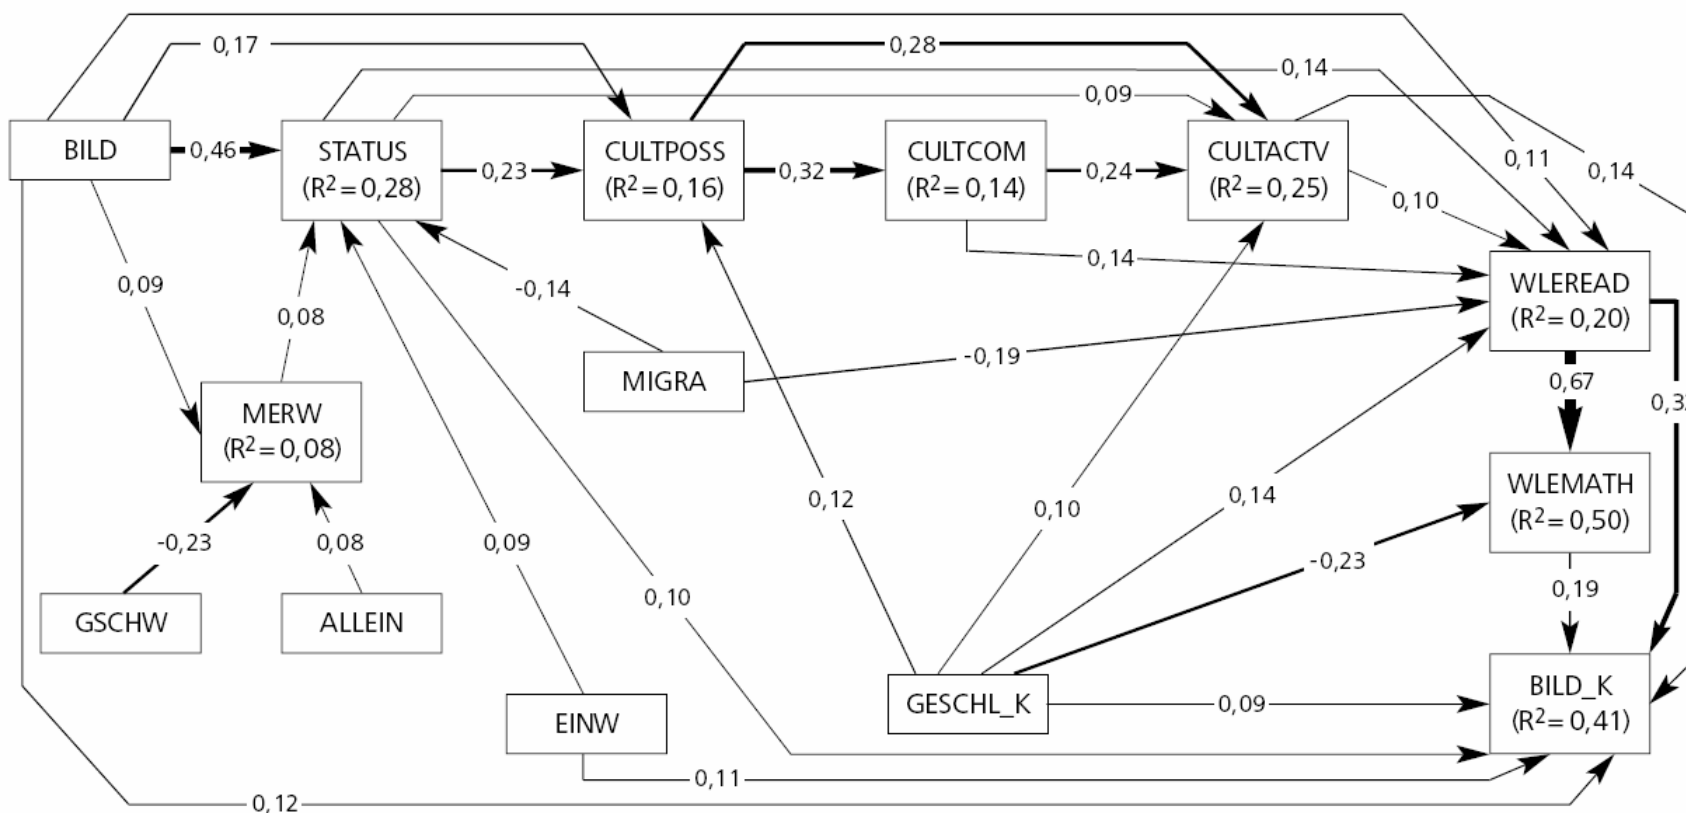 0,17
0,28
0,14
0,09
BILD
0,46
STATUS
(R²=0,28)
0,23
CULTPOSS
(R²=0,16)
0,32
CULTCOM
(R²=0,14)
0,24
CULTACTV
(R²=0,25)
0,11
0,14
0,10
0,14
WLEREAD
(R²=0,20)
0,09
0,08
-0,14
-0,19
MIGRA
0,67
MERW
(R²=0,08)
0,12
0,10
0,14
WLEMATH
(R²=0,50)
-0,23
0,08
0,09
-0,23
0,19
GSCHW
ALLEIN
0,10
EINW
GESCHL_K
0,09
BILD_K
(R²=0,41)
0,11
0,12